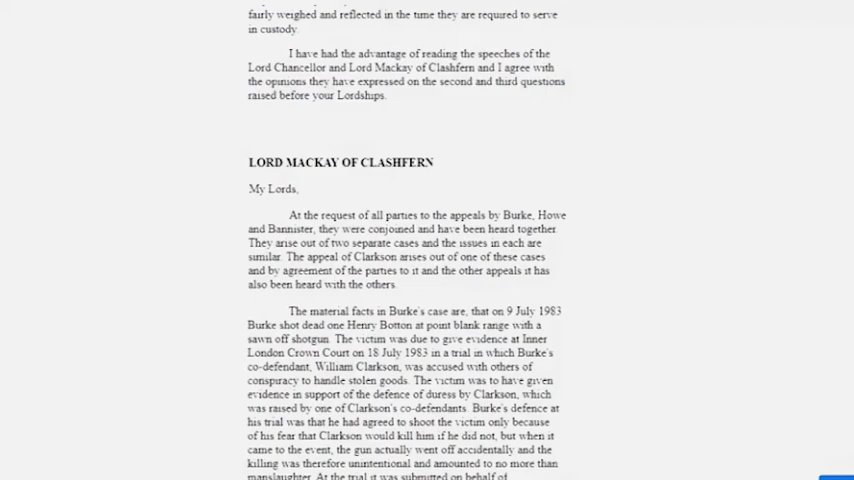 fairly weighed and reflected in the time they are required to serve
in custody.
I have had the advantage of reading the speeches of the
Lord Chancellor and Lord Mackay of Clashfern and I agree with
the opinions they have expressed on the second and third questions
raised before your Lordships.
LORD MACKAY OF CLASHFERN
My Lords,
At the request of all parties to the appeals by Burke, Howe
and Bannister, they were conjoined and have been heard together.
They arise out of two separate cases and the issues in each are
similar. The appeal of Clarkson arises out of one of these cases
and by agreement of the parties to it and the other appeals it has
also been heard with the others.
The material facts in Burke's case are, that on 9 July 1983
Burke shot dead one Henry Botton at point blank range with a
sawn off shotgun. The victim was due to give evidence at Inner
London Crown Court on 18 July 1983 in a trial in which Burke's
co-defendant, William Clarkson, was accused with others of
conspiracy to handle stolen goods. The victim was to have given
evidence in support of the defence of duress by Clarkson, which
was raised by one of Clarkson's co-defendants. Burke's defence at
his trial was that he had agreed to shoot the victim only because
of his fear that Clarkson would kill him if he did not, but when it
came to the event, the gun actually went off accidentally and the
killing was therefore unintentional and amounted to no more than
manslaughter. At the trial it was submitted on behalf of